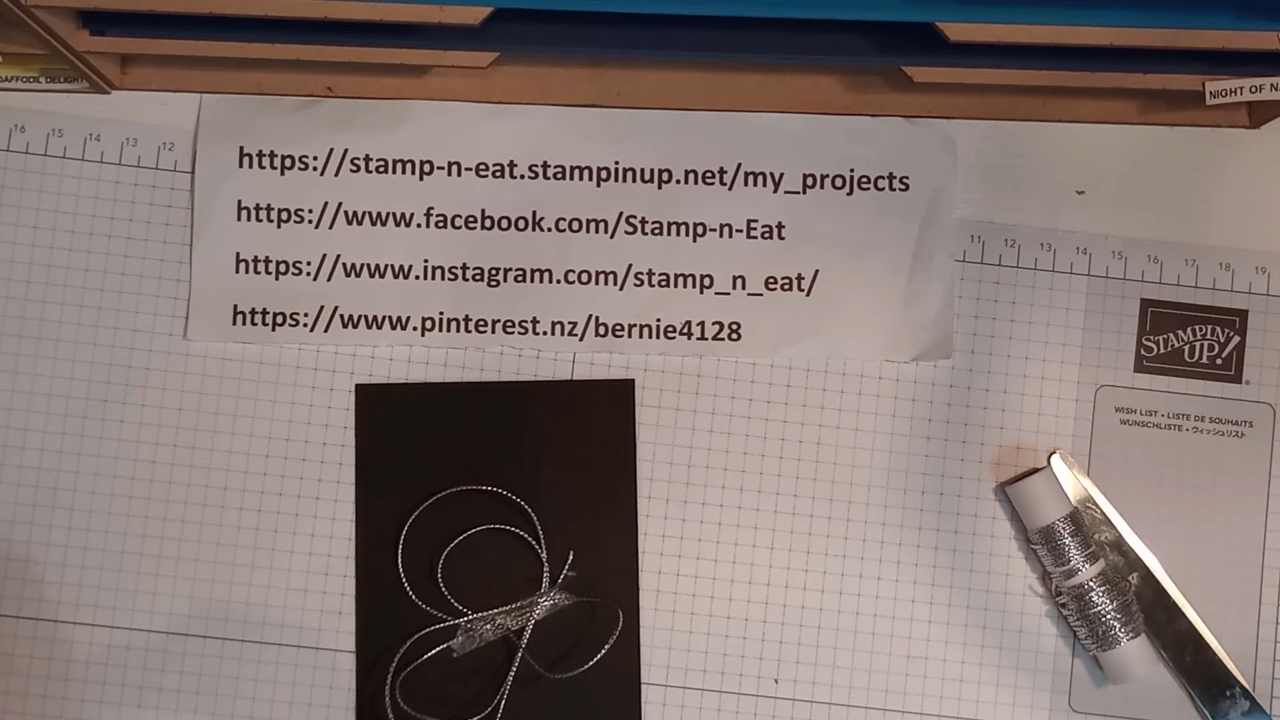 DAFFODIL DELIGHT
NIGHT OF N
16 15 14 13 12
https://stamp-n-eat.stampinup.net/my_projects
https://www.facebook.com/Stamp-n-Eat
https://www.instagram.com/stamp_n_eat/
https://www.pinterest.nz/bernie4128
11 12 13 14 15 16 17 18 19
STAMPIN' UP!
WISH LIST • LISTE DE SOUHAITS
WUNSCHLISTE • ウィッシュリスト